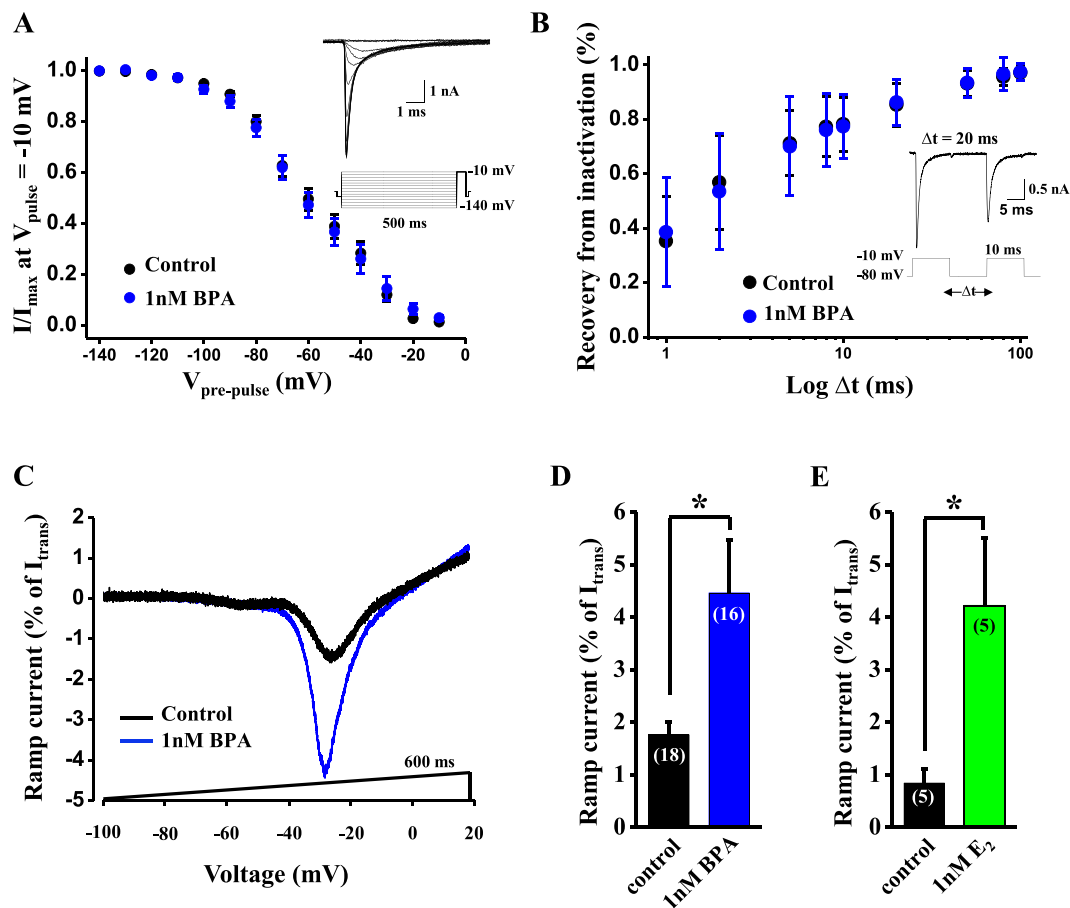 A
I/Imax at Vpulse = -10 mV
1.0
0.8
0.6
0.4
0.2
0.0
-140
-120
-100
-80
-60
-40
-20
0
Vpre-pulse (mV)
Control
1nM BPA
1 nA
1 ms
-10 mV
-140 mV
500 ms
B
Recovery from inactivation (%)
1.0
0.8
0.6
0.4
0.2
0.0
1
10
100
Log Δt (ms)
Control
1nM BPA
Δt = 20 ms
0.5 nA
5 ms
-10 mV
-80 mV
10 ms
Δt
C
Ramp current (% of Itrans)
2
1
0
-1
-2
-3
-4
-5
-100
-80
-60
-40
-20
0
20
Voltage (mV)
Control
1nM BPA
600 ms
D
Ramp current (% of Itrans)
6
5
4
3
2
1
0
*
(18)
(16)
control
1nM BPA
E
Ramp current (% of Itrans)
6
5
4
3
2
1
0
*
(5)
(5)
control
1nM E2